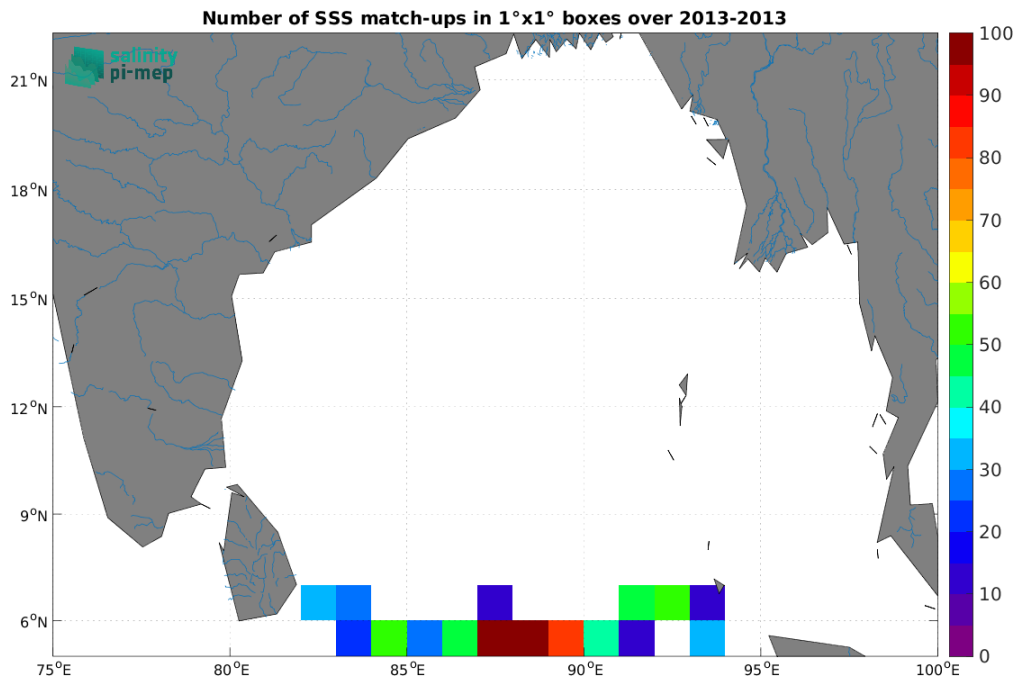 Number of SSS match-ups in 1°x1° boxes over 2013-2013
salinity
pi-mep
21°N
18°N
15°N
12°N
9°N
6°N
75°E 80°E 85°E 90°E 95°E 100°E
100
90
80
70
60
50
40
30
20
10
0